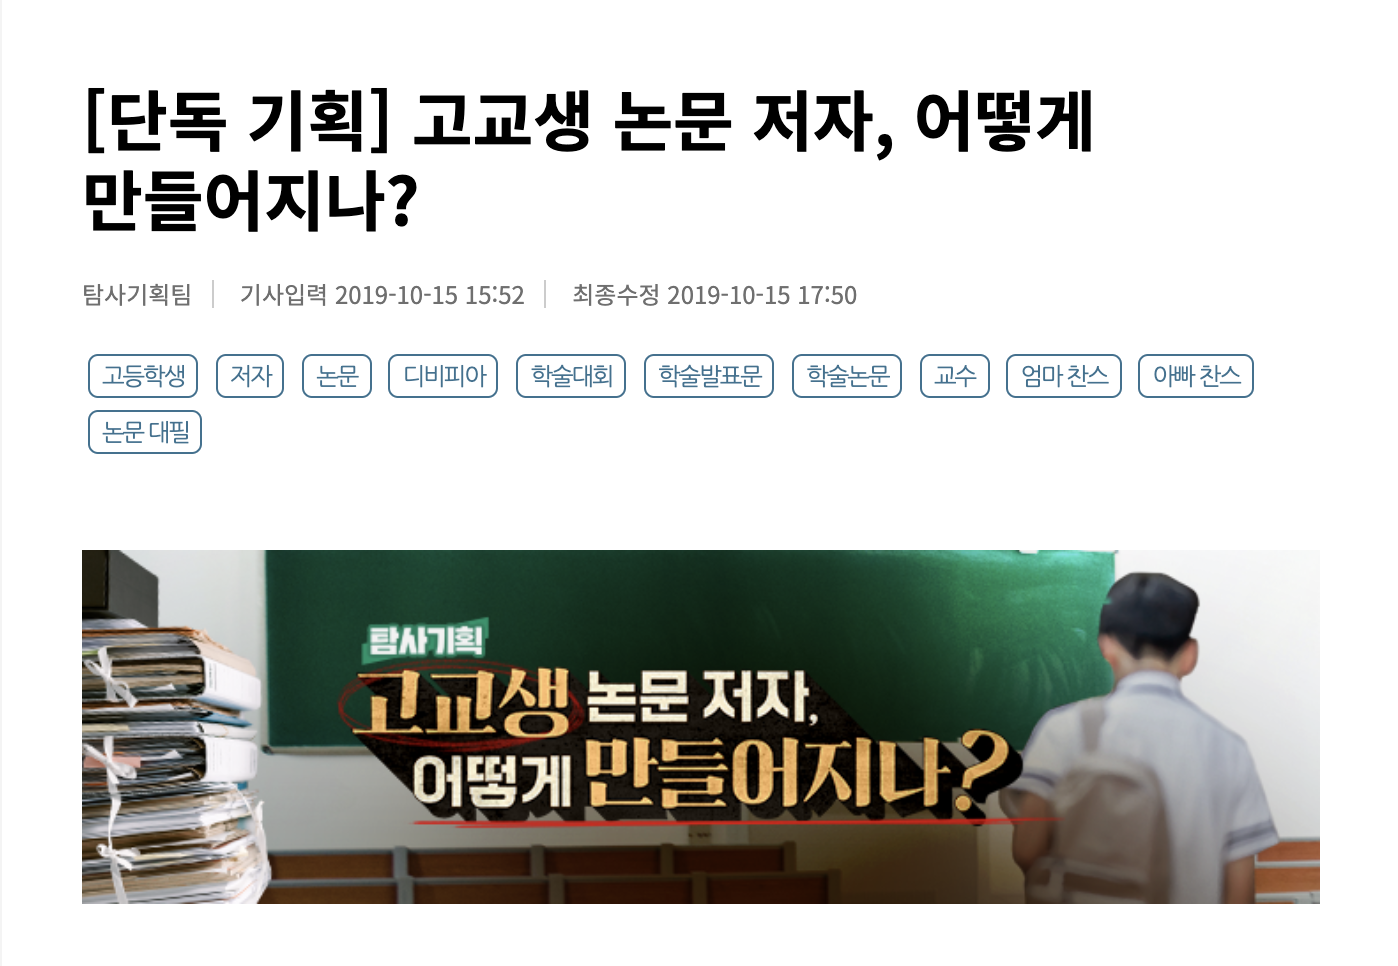 [단독 기획] 고교생 논문 저자, 어떻게
만들어지나?
탐사기획팀 기사입력 2019-10-15 15:52 최종수정 2019-10-15 17:50
고등학생 저자 논문 디비피아 학술대회 학술발표문 학술논문 교수 엄마 찬스 아빠 찬스
논문 대필
탐사기획
고교생 논문 저자,
어떻게 만들어지나?